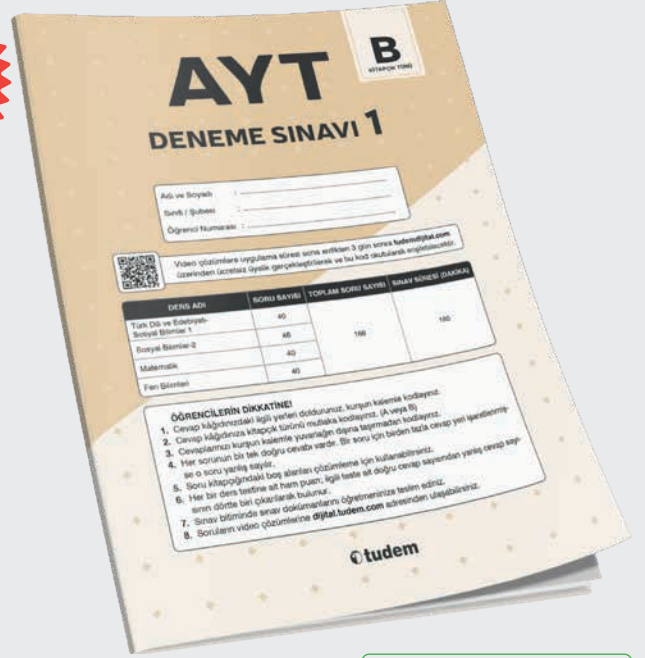 B
KİTAPÇIK TÜRÜ
AYT
DENEME SINAVI 1
Adı ve Soyadı :
Sınıfı / Şubesi :
Öğrenci Numarası :
Video çözümlere uygulama süresi sona erdikten 3 gün sonra tudemdijital.com
üzerinden ücretsiz üyelik gerçekleştirilerek ve bu kod okutularak erişilebilecektir.
DERS ADI SORU SAYISI TOPLAM SORU SAYISI SINAV SÜRESİ (DAKİKA)
Türk Dili ve Edebiyatı-
Sosyal Bilimler 1 40
Sosyal Bilimler-2 46 166 180
Matematik 40
Fen Bilimleri 40
ÖĞRENCİLERİN DİKKATİNE!
1. Cevap kâğıdınızdaki ilgili yerleri doldurunuz, kurşun kalemle kodlayınız.
2. Cevap kâğıdınıza kitapçık türünü mutlaka kodlayınız. (A veya B)
3. Cevaplarınızı kurşun kalemle yuvarlağın dışına taşırmadan kodlayınız.
4. Her sorunun bir tek doğru cevabı vardır. Bir soru için birden fazla cevap yeri işaretlenmiş-
se o soru yanlış sayılır.
5. Soru kitapçığındaki boş alanları çözümleme için kullanabilirsiniz.
6. Her bir ders testine ait ham puan; ilgili teste ait doğru cevap sayısından yanlış cevap sayı-
sının dörtte biri çıkarılarak bulunur.
7. Sınav bitiminde sınav dokümanlarını öğretmeninize teslim ediniz.
8. Soruların video çözümlerine dijital.tudem.com adresinden ulaşabilirsiniz.
tudem